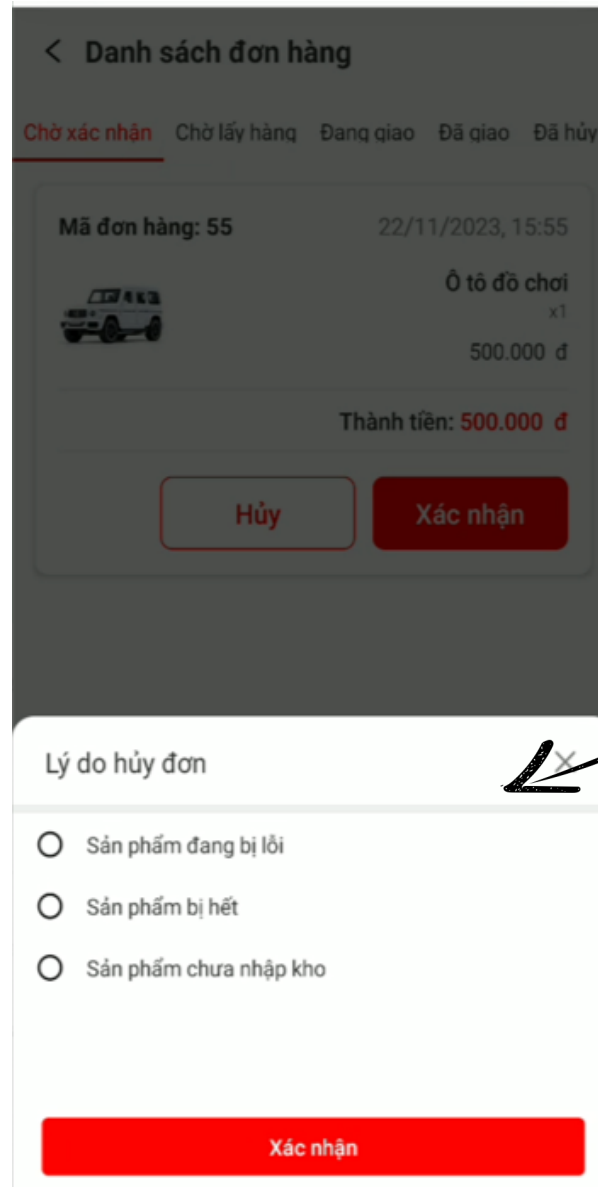 Danh sách đơn hàng
Chờ xác nhận Chờ lấy hàng Đang giao Đã giao Đã hủy
Mã đơn hàng: 55 22/11/2023, 15:55
Ô tô đồ chơi
x1
500.000 đ
Thành tiền: 500.000 đ
Hủy Xác nhận
Lý do hủy đơn
Sản phẩm đang bị lỗi
Sản phẩm bị hết
Sản phẩm chưa nhập kho
Xác nhận